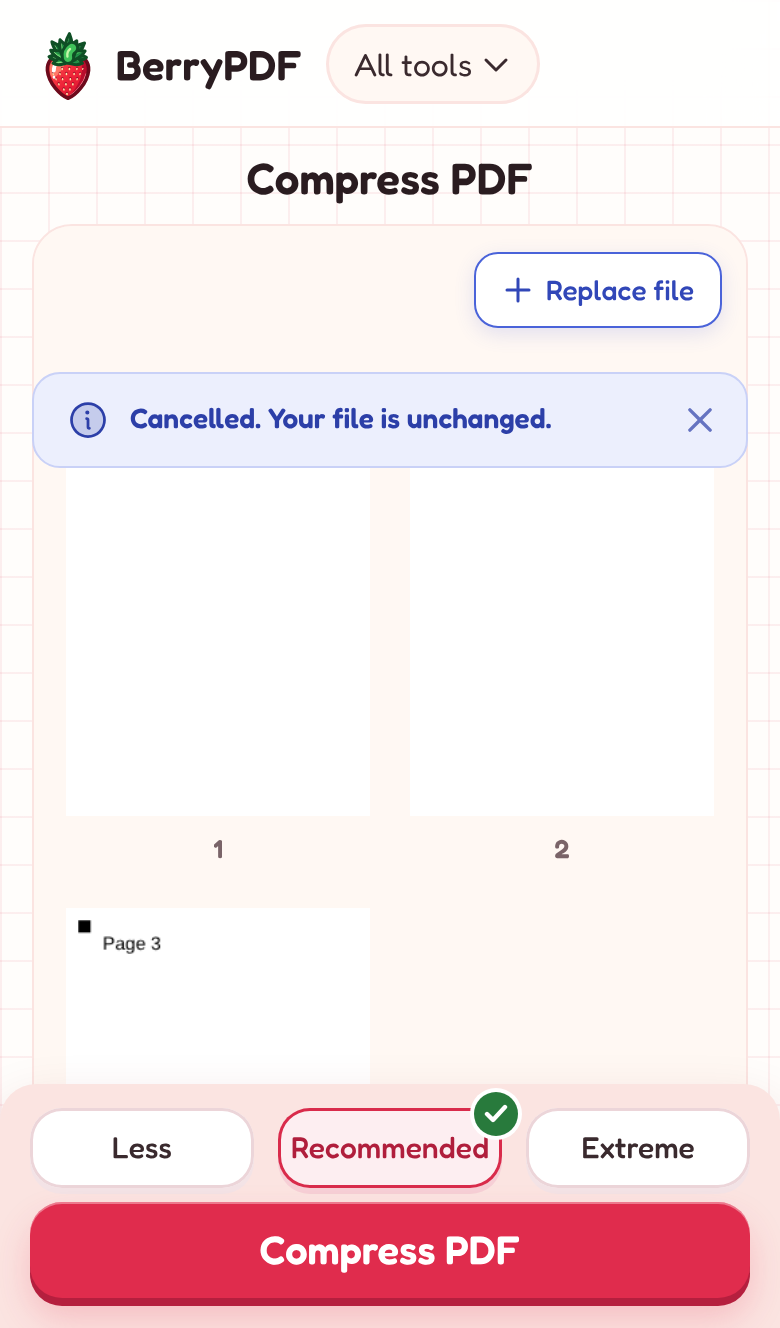 BerryPDF All tools
Compress PDF
Replace file
Cancelled. Your file is unchanged.
1 2
Page 3
Less Recommended Extreme
Compress PDF